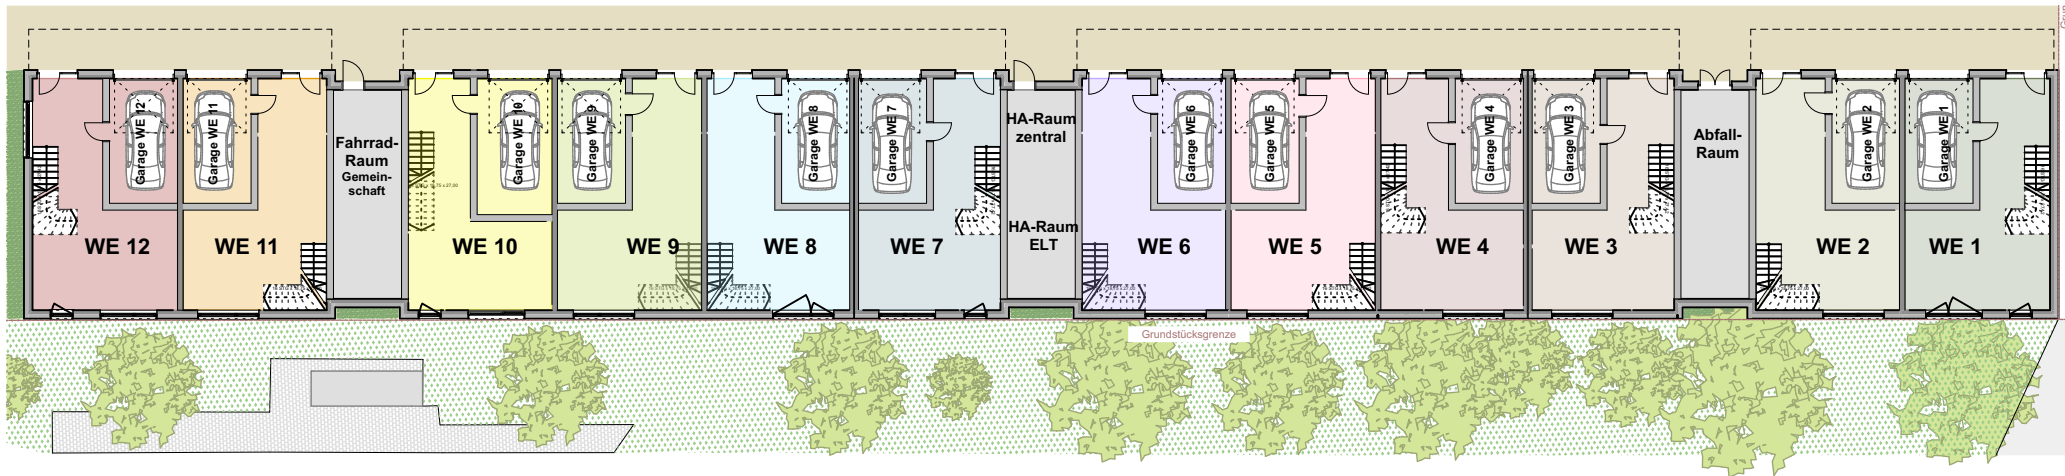 Garage WE 12
Garage WE 11
Garage WE 10
Garage WE 9
Garage WE 8
Garage WE 7
Garage WE 6
Garage WE 5
Garage WE 4
Garage WE 3
Garage WE 2
Garage WE 1
Fahrrad-
Raum
Gemein-
schaft
HA-Raum
zentral
HA-Raum
ELT
Abfall-
Raum
WE 12
WE 11
WE 10
WE 9
WE 8
WE 7
WE 6
WE 5
WE 4
WE 3
WE 2
WE 1
Grundstücksgrenze